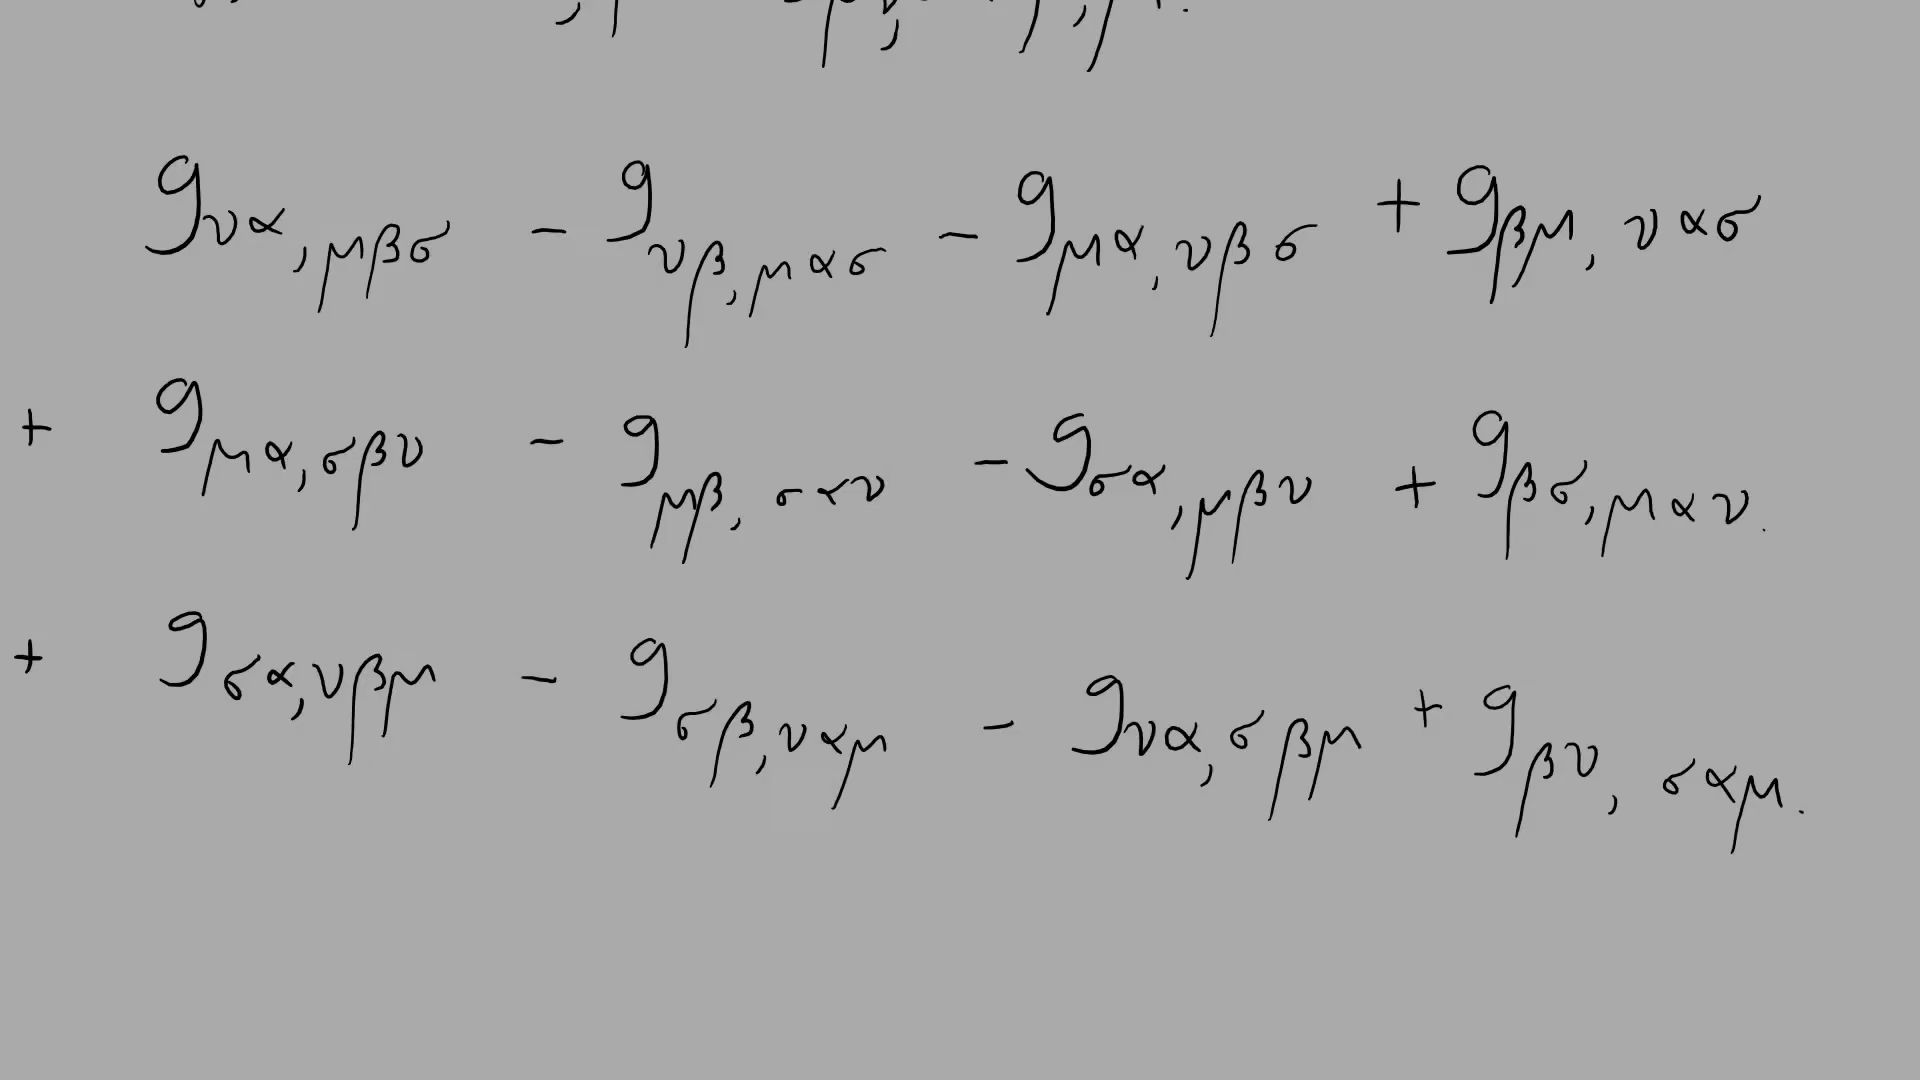 g_{να,μβσ} - g_{νβ,μασ} - g_{μα,νβσ} + g_{βμ,νασ}
+ g_{μα,σβν} - g_{μβ,σαν} - g_{σα,μβν} + g_{βσ,μαν}.
+ g_{σα,νβμ} - g_{σβ,ναμ} - g_{να,σβμ} + g_{βν,σαμ}.